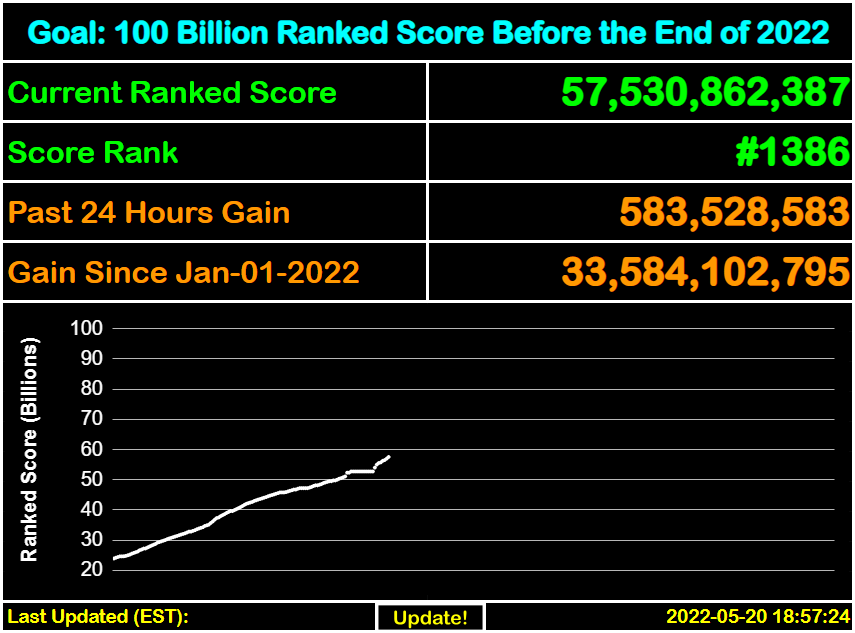 Goal: 100 Billion Ranked Score Before the End of 2022
Current Ranked Score 57,530,862,387
Score Rank #1386
Past 24 Hours Gain 583,528,583
Gain Since Jan-01-2022 33,584,102,795
Ranked Score (Billions)
100
90
80
70
60
50
40
30
20
Last Updated (EST): Update! 2022-05-20 18:57:24